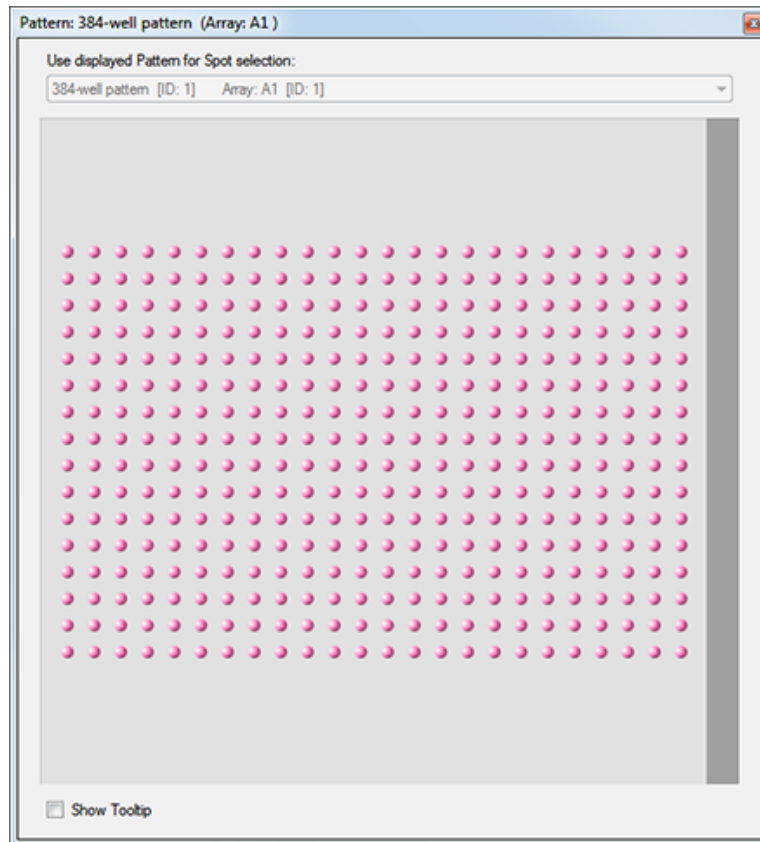 Pattern: 384-well pattern (Array: A1 )
Use displayed Pattern for Spot selection:
384-well pattern [ID: 1] Array: A1 [ID: 1]
Show Tooltip